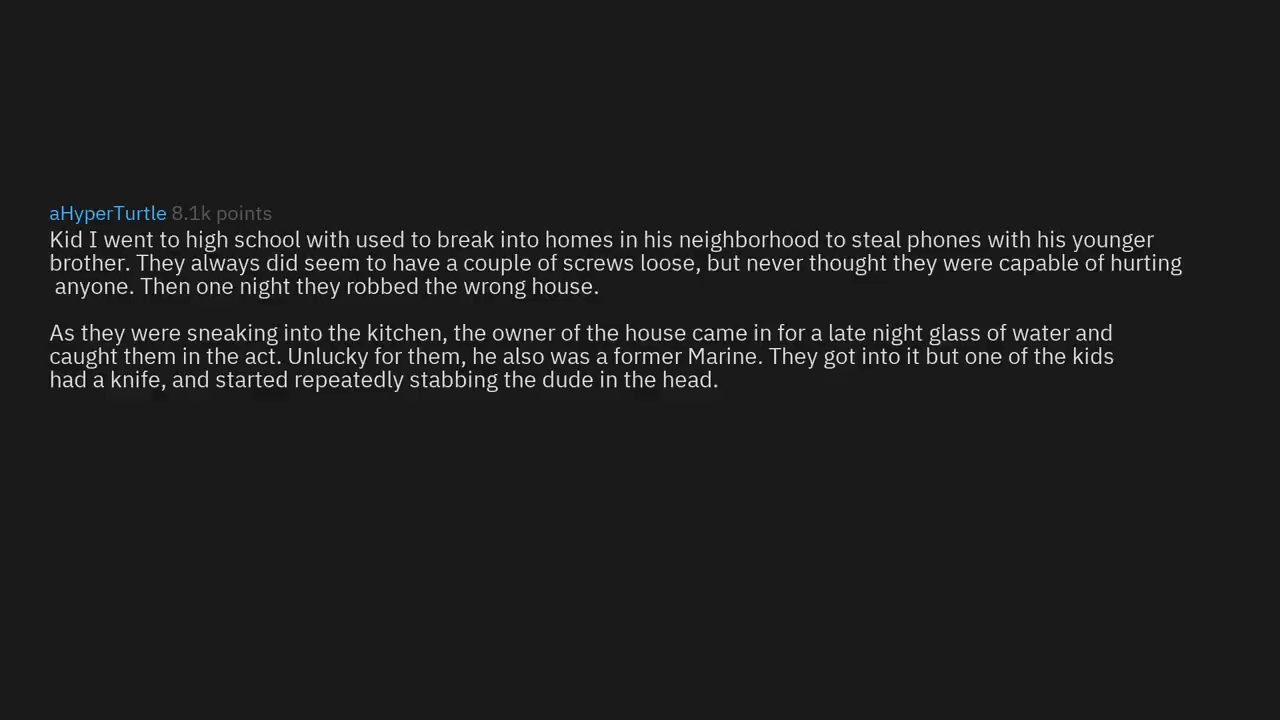 aHyperTurtle 8.1k points
Kid I went to high school with used to break into homes in his neighborhood to steal phones with his younger
brother. They always did seem to have a couple of screws loose, but never thought they were capable of hurting
anyone. Then one night they robbed the wrong house.
As they were sneaking into the kitchen, the owner of the house came in for a late night glass of water and
caught them in the act. Unlucky for them, he also was a former Marine. They got into it but one of the kids
had a knife, and started repeatedly stabbing the dude in the head.